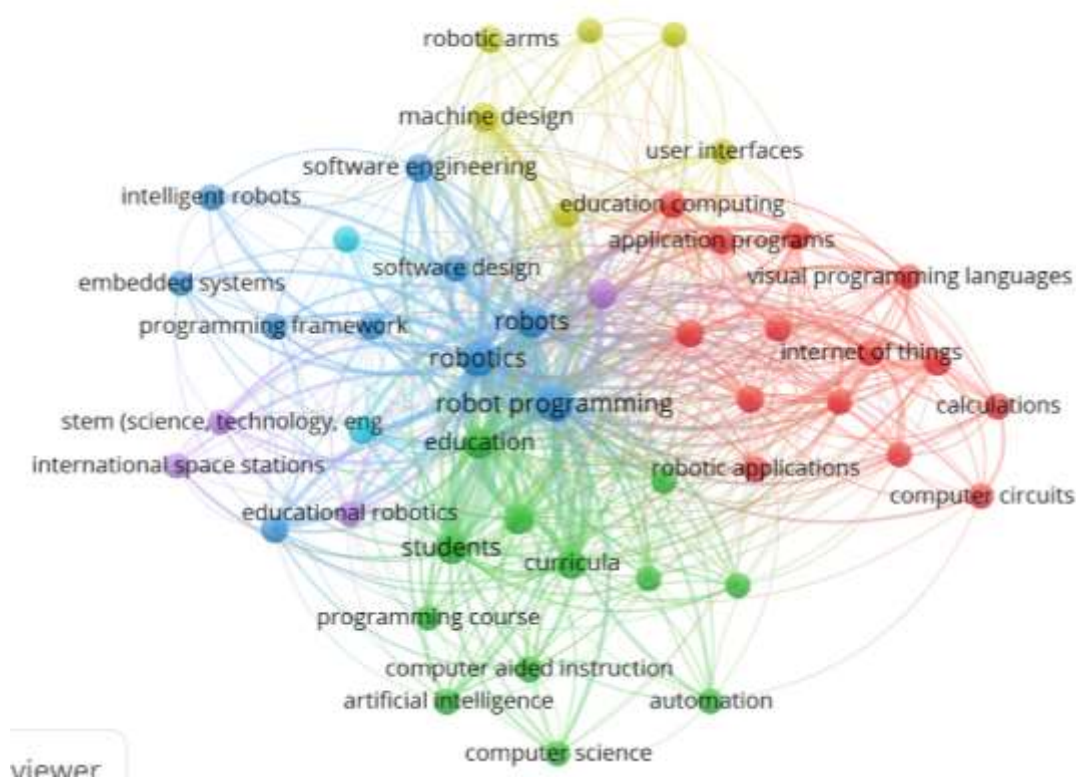 robotic arms
machine design
user interfaces
software engineering
intelligent robots
education computing
application programs
software design
visual programming languages
embedded systems
robots
programming framework
internet of things
robotics
robot programming
calculations
stem (science, technology, eng
education
international space stations
robotic applications
computer circuits
educational robotics
students
curricula
programming course
computer aided instruction
artificial intelligence
automation
computer science
viewer